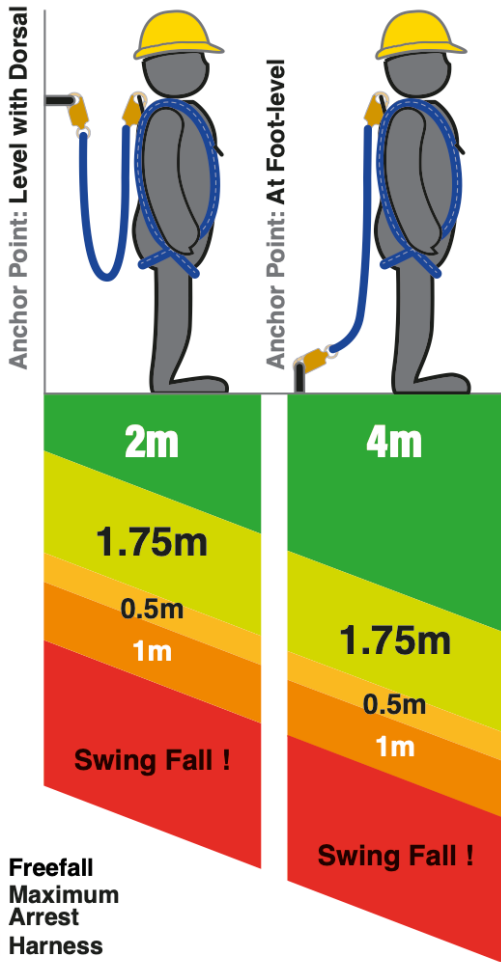 Anchor Point: Level with Dorsal
Anchor Point: At Foot-level
2m
1.75m
0.5m
1m
Swing Fall !
4m
1.75m
0.5m
1m
Swing Fall !
Freefall
Maximum
Arrest
Harness